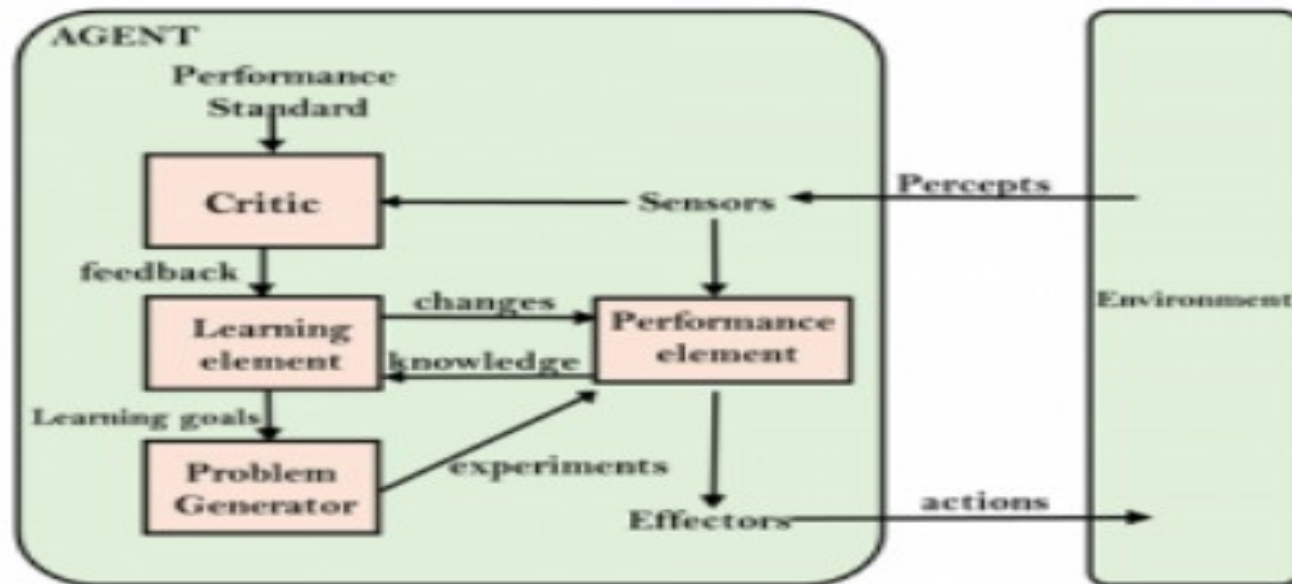 AGENT
Performance
Standard
Critic
Sensors
Percepts
feedback
changes
Learning
element
knowledge
Performance
element
Environment
Learning goals
Problem
Generator
experiments
Effectors
actions